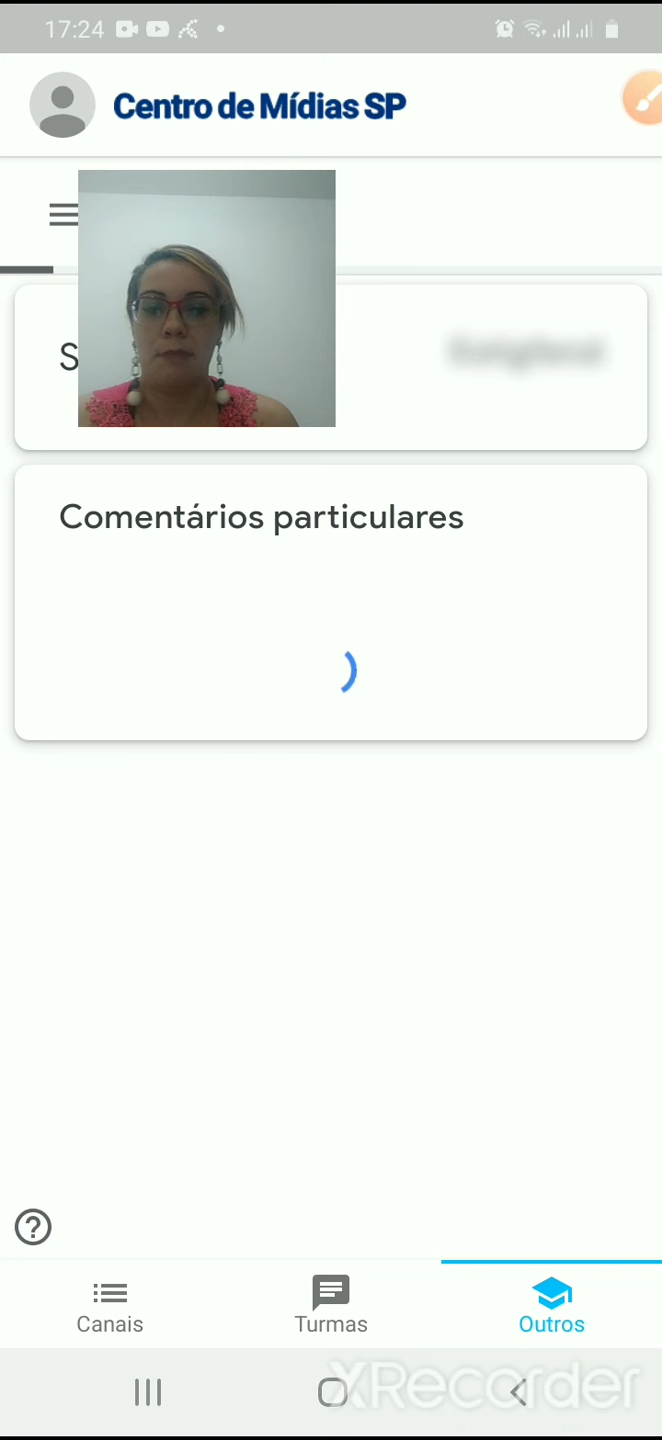 17:24
Centro de Mídias SP
S
Comentários particulares
Canais
Turmas
Outros
XRecorder